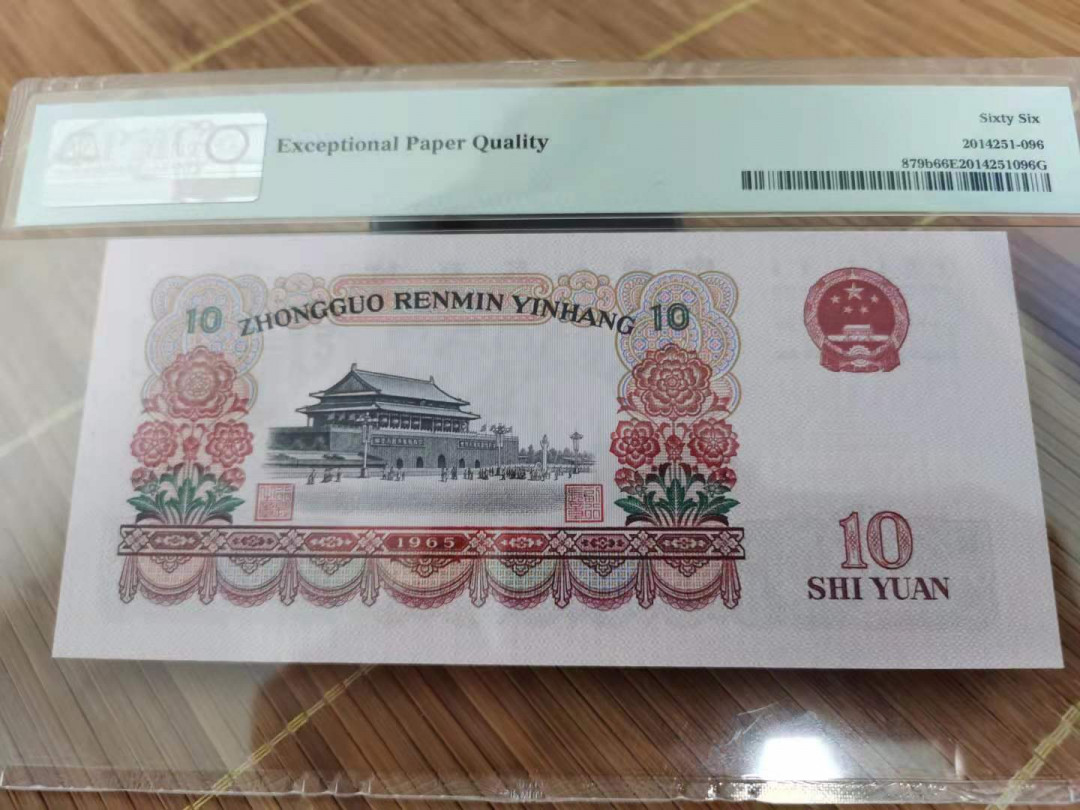 Exceptional Paper Quality
Sixty Six
2014251-096
879b66E2014251096G
10 ZHONGGUO RENMIN YINHANG 10
1965
10
SHI YUAN